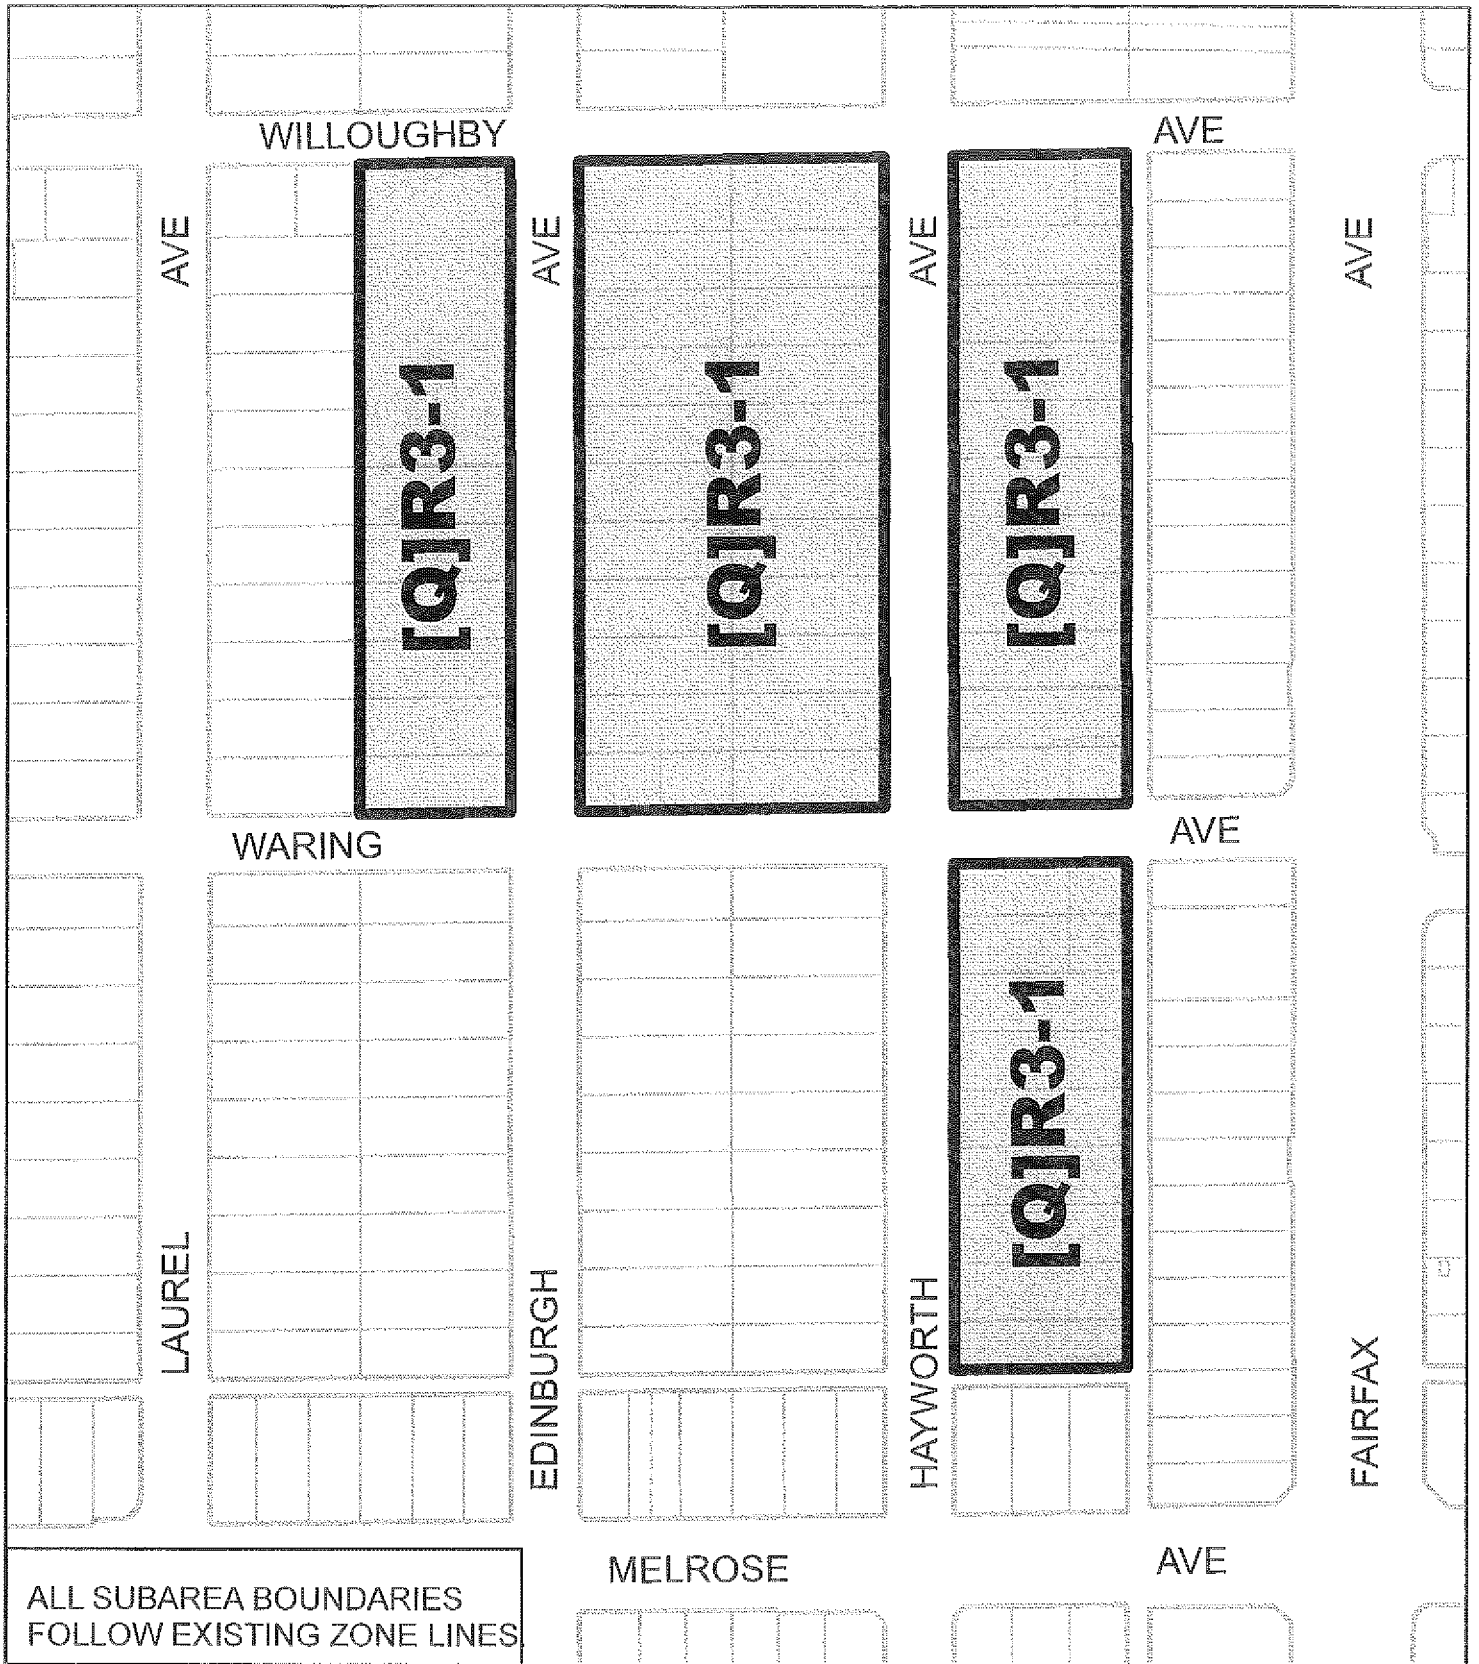 WILLOUGHBY AVE
AVE
AVE
AVE
AVE
[Q]R3-1
[Q]R3-1
[Q]R3-1
WARING AVE
[Q]R3-1
LAUREL
EDINBURGH
HAYWORTH
FAIRFAX
MELROSE AVE
ALL SUBAREA BOUNDARIES
FOLLOW EXISTING ZONE LINES